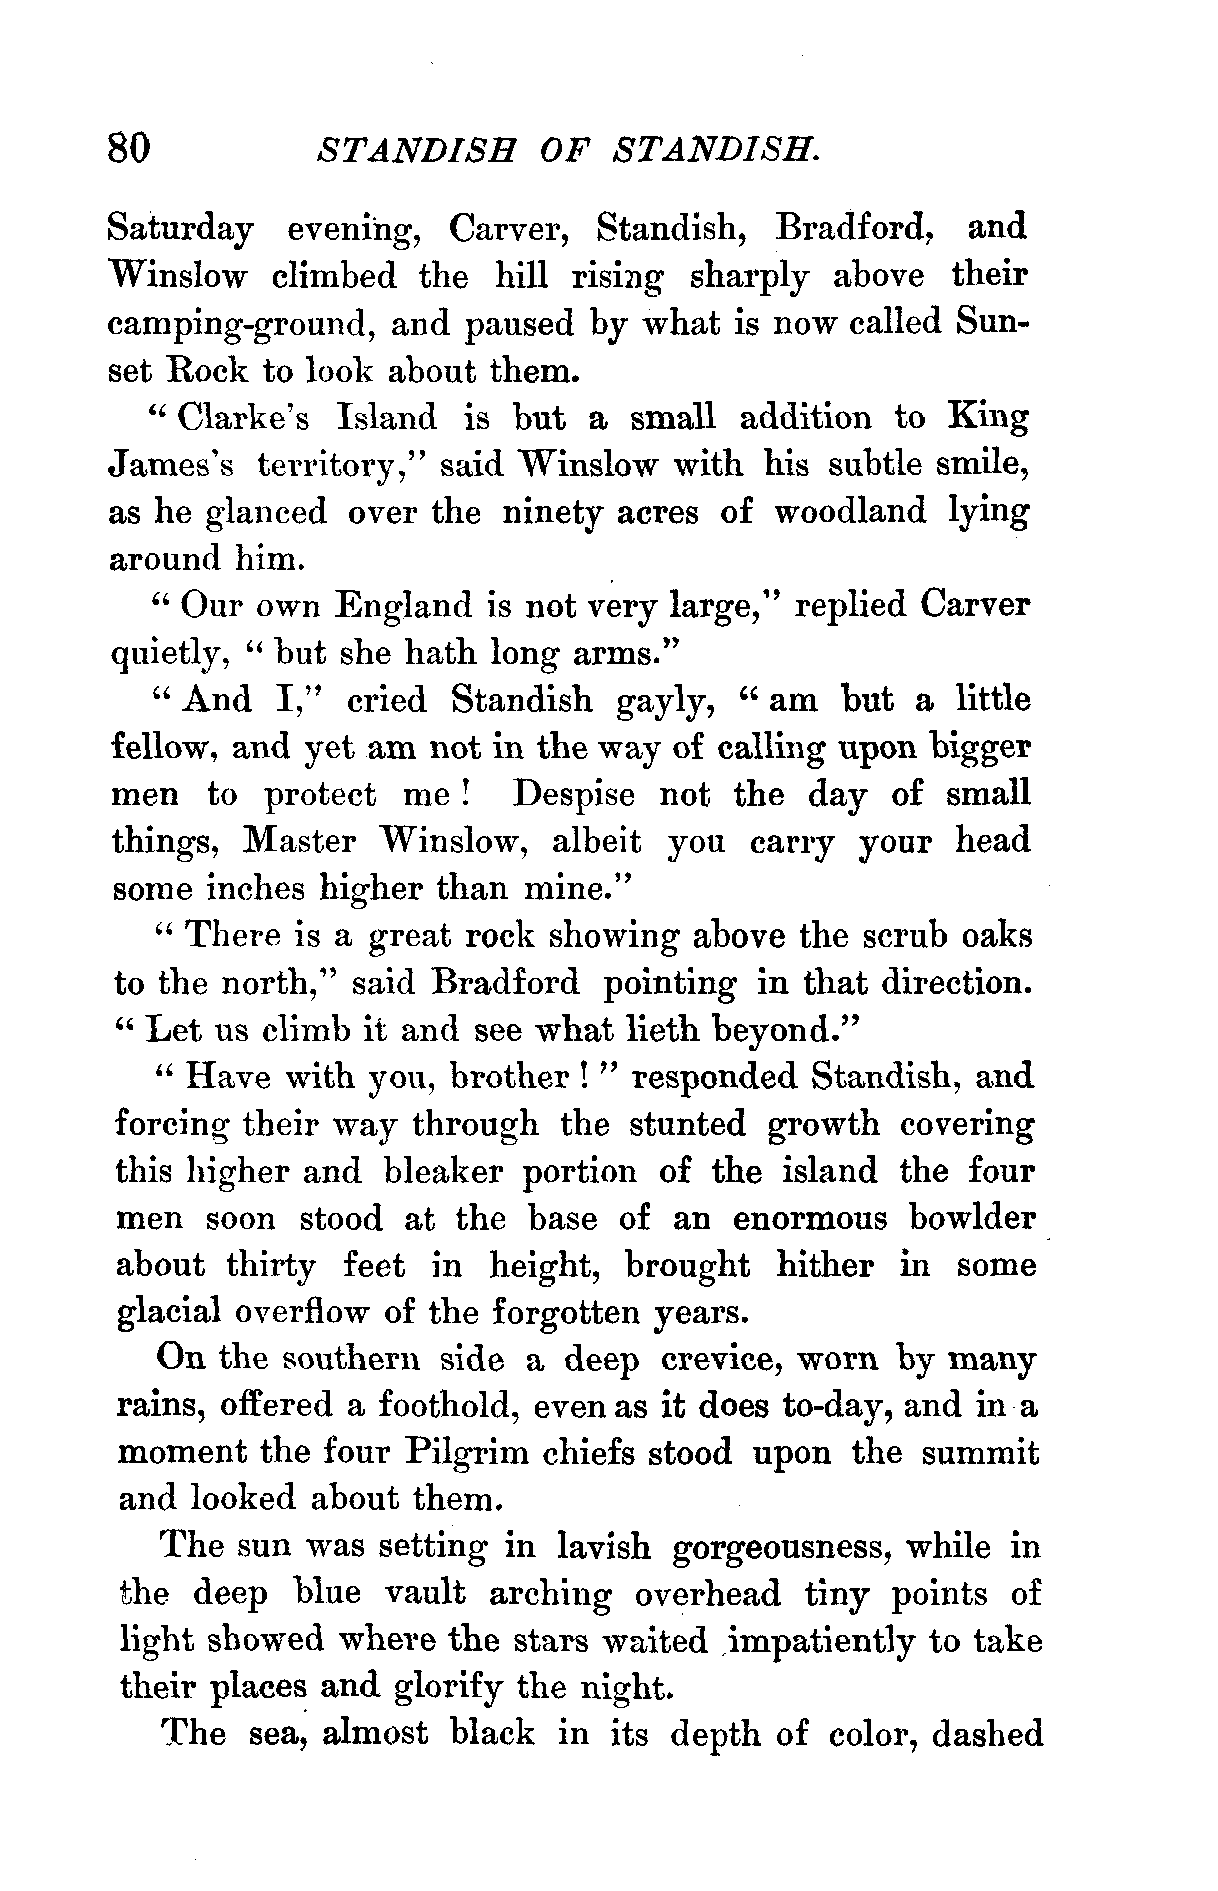 80 STANDISH OF STANDISH.
Saturday evening, Carver, Standish, Bradford, and
Winslow climbed the hill rising sharply above their
camping-ground, and paused by what is now called Sun-
set Rock to look about them.
“Clarke's Island is but a small addition to King
James's territory,” said Winslow with his subtle smile,
as he glanced over the ninety acres of woodland lying
around him.
“Our own England is not very large,” replied Carver
quietly, “but she hath long arms.”
“And I,” cried Standish gayly, “am but a little
fellow, and yet am not in the way of calling upon bigger
men to protect me! Despise not the day of small
things, Master Winslow, albeit you carry your head
some inches higher than mine.”
“There is a great rock showing above the scrub oaks
to the north,” said Bradford pointing in that direction.
“Let us climb it and see what lieth beyond.”
“Have with you, brother!” responded Standish, and
forcing their way through the stunted growth covering
this higher and bleaker portion of the island the four
men soon stood at the base of an enormous bowlder
about thirty feet in height, brought hither in some
glacial overflow of the forgotten years.
On the southern side a deep crevice, worn by many
rains, offered a foothold, even as it does to-day, and in a
moment the four Pilgrim chiefs stood upon the summit
and looked about them.
The sun was setting in lavish gorgeousness, while in
the deep blue vault arching overhead tiny points of
light showed where the stars waited impatiently to take
their places and glorify the night.
The sea, almost black in its depth of color, dashed